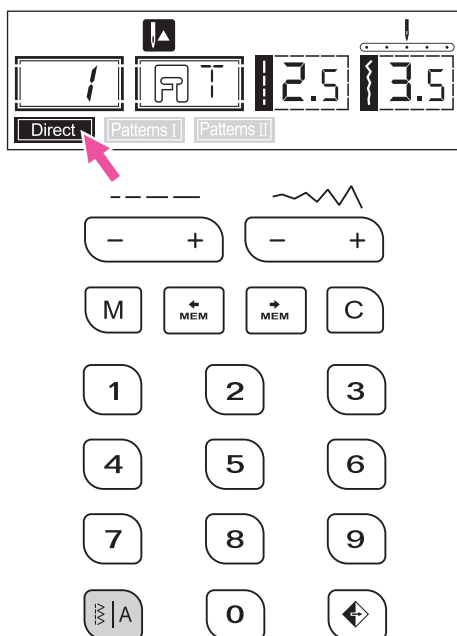 1 A T 2.5 3.5
Direct Patterns I Patterns II
- + - +
M MEM MEM C
1 2 3
4 5 6
7 8 9
A 0